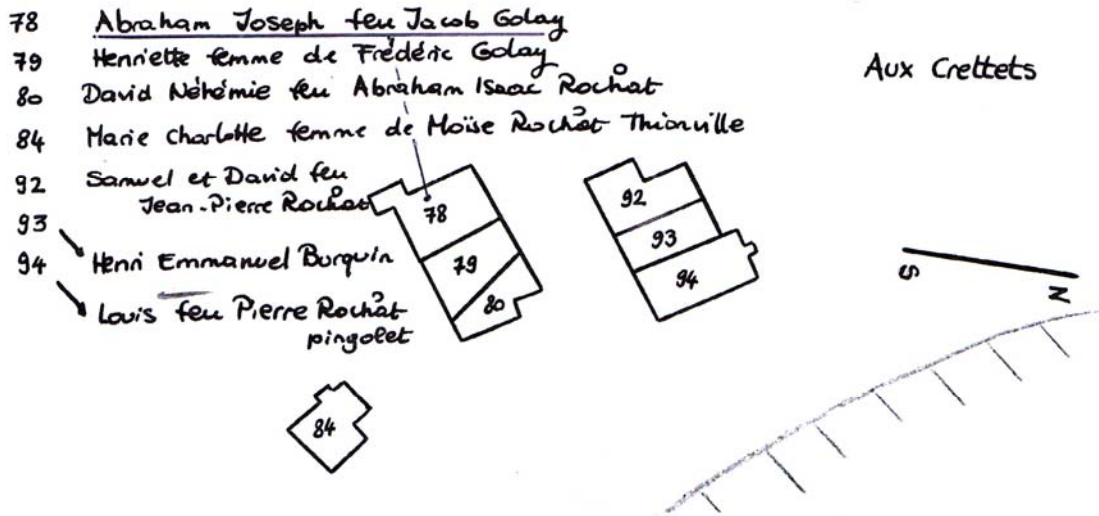 78 Abraham Joseph feu Jacob Golay
79 Henriette femme de Frédéric Golay
80 David Néhémie feu Abraham Isaac Rochat
84 Marie Charlotte femme de Moïse Rochat Thionville
92 Samuel et David feu
Jean-Pierre Rochat
93 Henri Emmanuel Burquin
94 Louis feu Pierre Rochat
pingolet
Aux Crettets
78
79
80
92
93
94
84
S
N